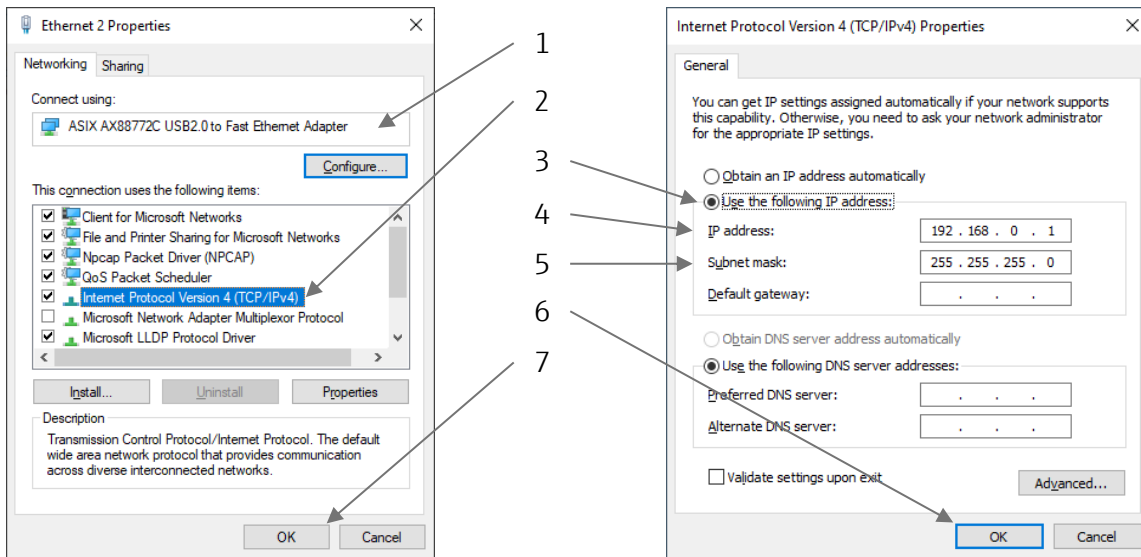 Ethernet 2 Properties
Networking Sharing
Connect using:
ASIX AX88772C USB2.0 to Fast Ethernet Adapter
Configure...
This connection uses the following items:
Client for Microsoft Networks
File and Printer Sharing for Microsoft Networks
Npcap Packet Driver (NPCAP)
QoS Packet Scheduler
Internet Protocol Version 4 (TCP/IPv4)
Microsoft Network Adapter Multiplexor Protocol
Microsoft LLDP Protocol Driver
Install... Uninstall Properties
Description
Transmission Control Protocol/Internet Protocol. The default
wide area network protocol that provides communication
across diverse interconnected networks.
OK Cancel
1
2
3
4
5
6
7
Internet Protocol Version 4 (TCP/IPv4) Properties
General
You can get IP settings assigned automatically if your network supports
this capability. Otherwise, you need to ask your network administrator
for the appropriate IP settings.
Obtain an IP address automatically
Use the following IP address:
IP address: 192 . 168 . 0 . 1
Subnet mask: 255 . 255 . 255 . 0
Default gateway: . . .
Obtain DNS server address automatically
Use the following DNS server addresses:
Preferred DNS server: . . .
Alternate DNS server: . . .
Validate settings upon exit
Advanced...
OK Cancel